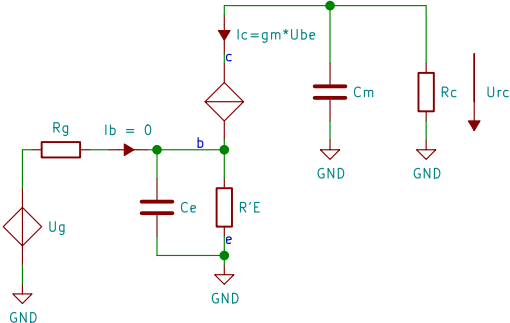 Ic=gm*Ube
c
Cm
Rc
Urc
Rg
Ib = 0
b
GND
GND
Ce
R'E
Ug
e
GND
GND